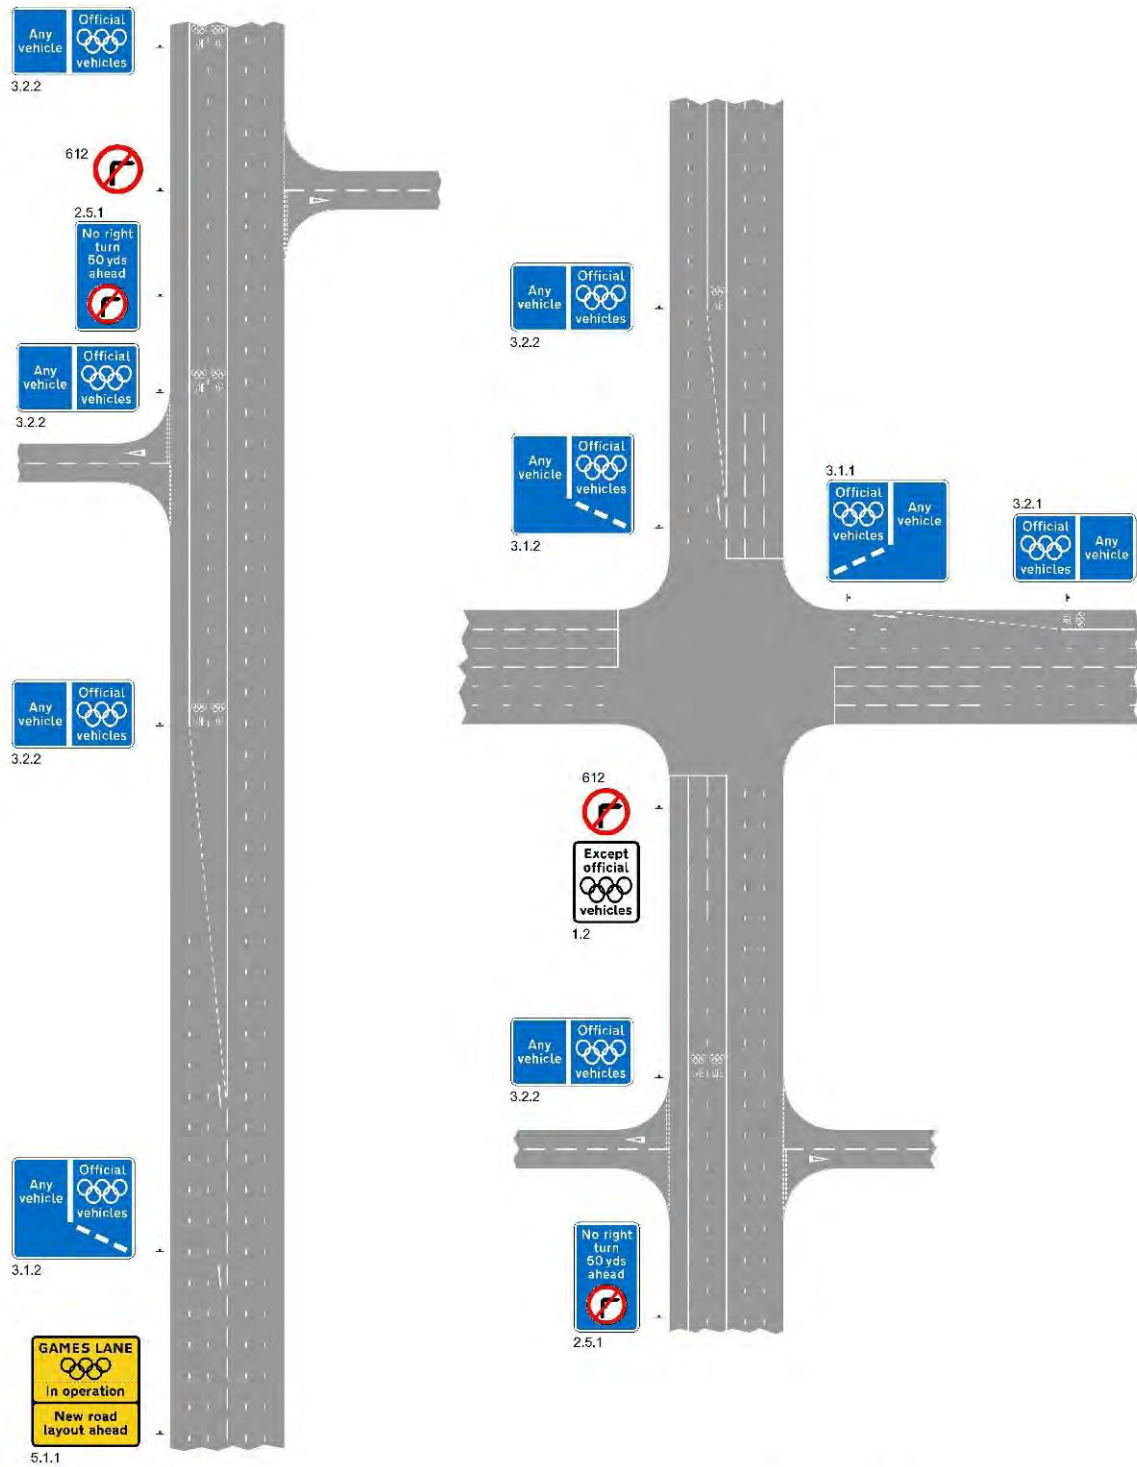 Any
vehicle
Official
vehicles
3.2.2
612
2.5.1
No right
turn
50 yds
ahead
Any
vehicle
Official
vehicles
3.2.2
Any
vehicle
Official
vehicles
3.2.2
Any
vehicle
Official
vehicles
3.1.2
GAMES LANE
In operation
New road
layout ahead
5.1.1
Any
vehicle
Official
vehicles
3.2.2
Any
vehicle
Official
vehicles
3.1.2
3.1.1
Official
vehicles
Any
vehicle
3.2.1
Official
vehicles
Any
vehicle
612
Except
official
vehicles
1.2
Any
vehicle
Official
vehicles
3.2.2
No right
turn
50 yds
ahead
2.5.1